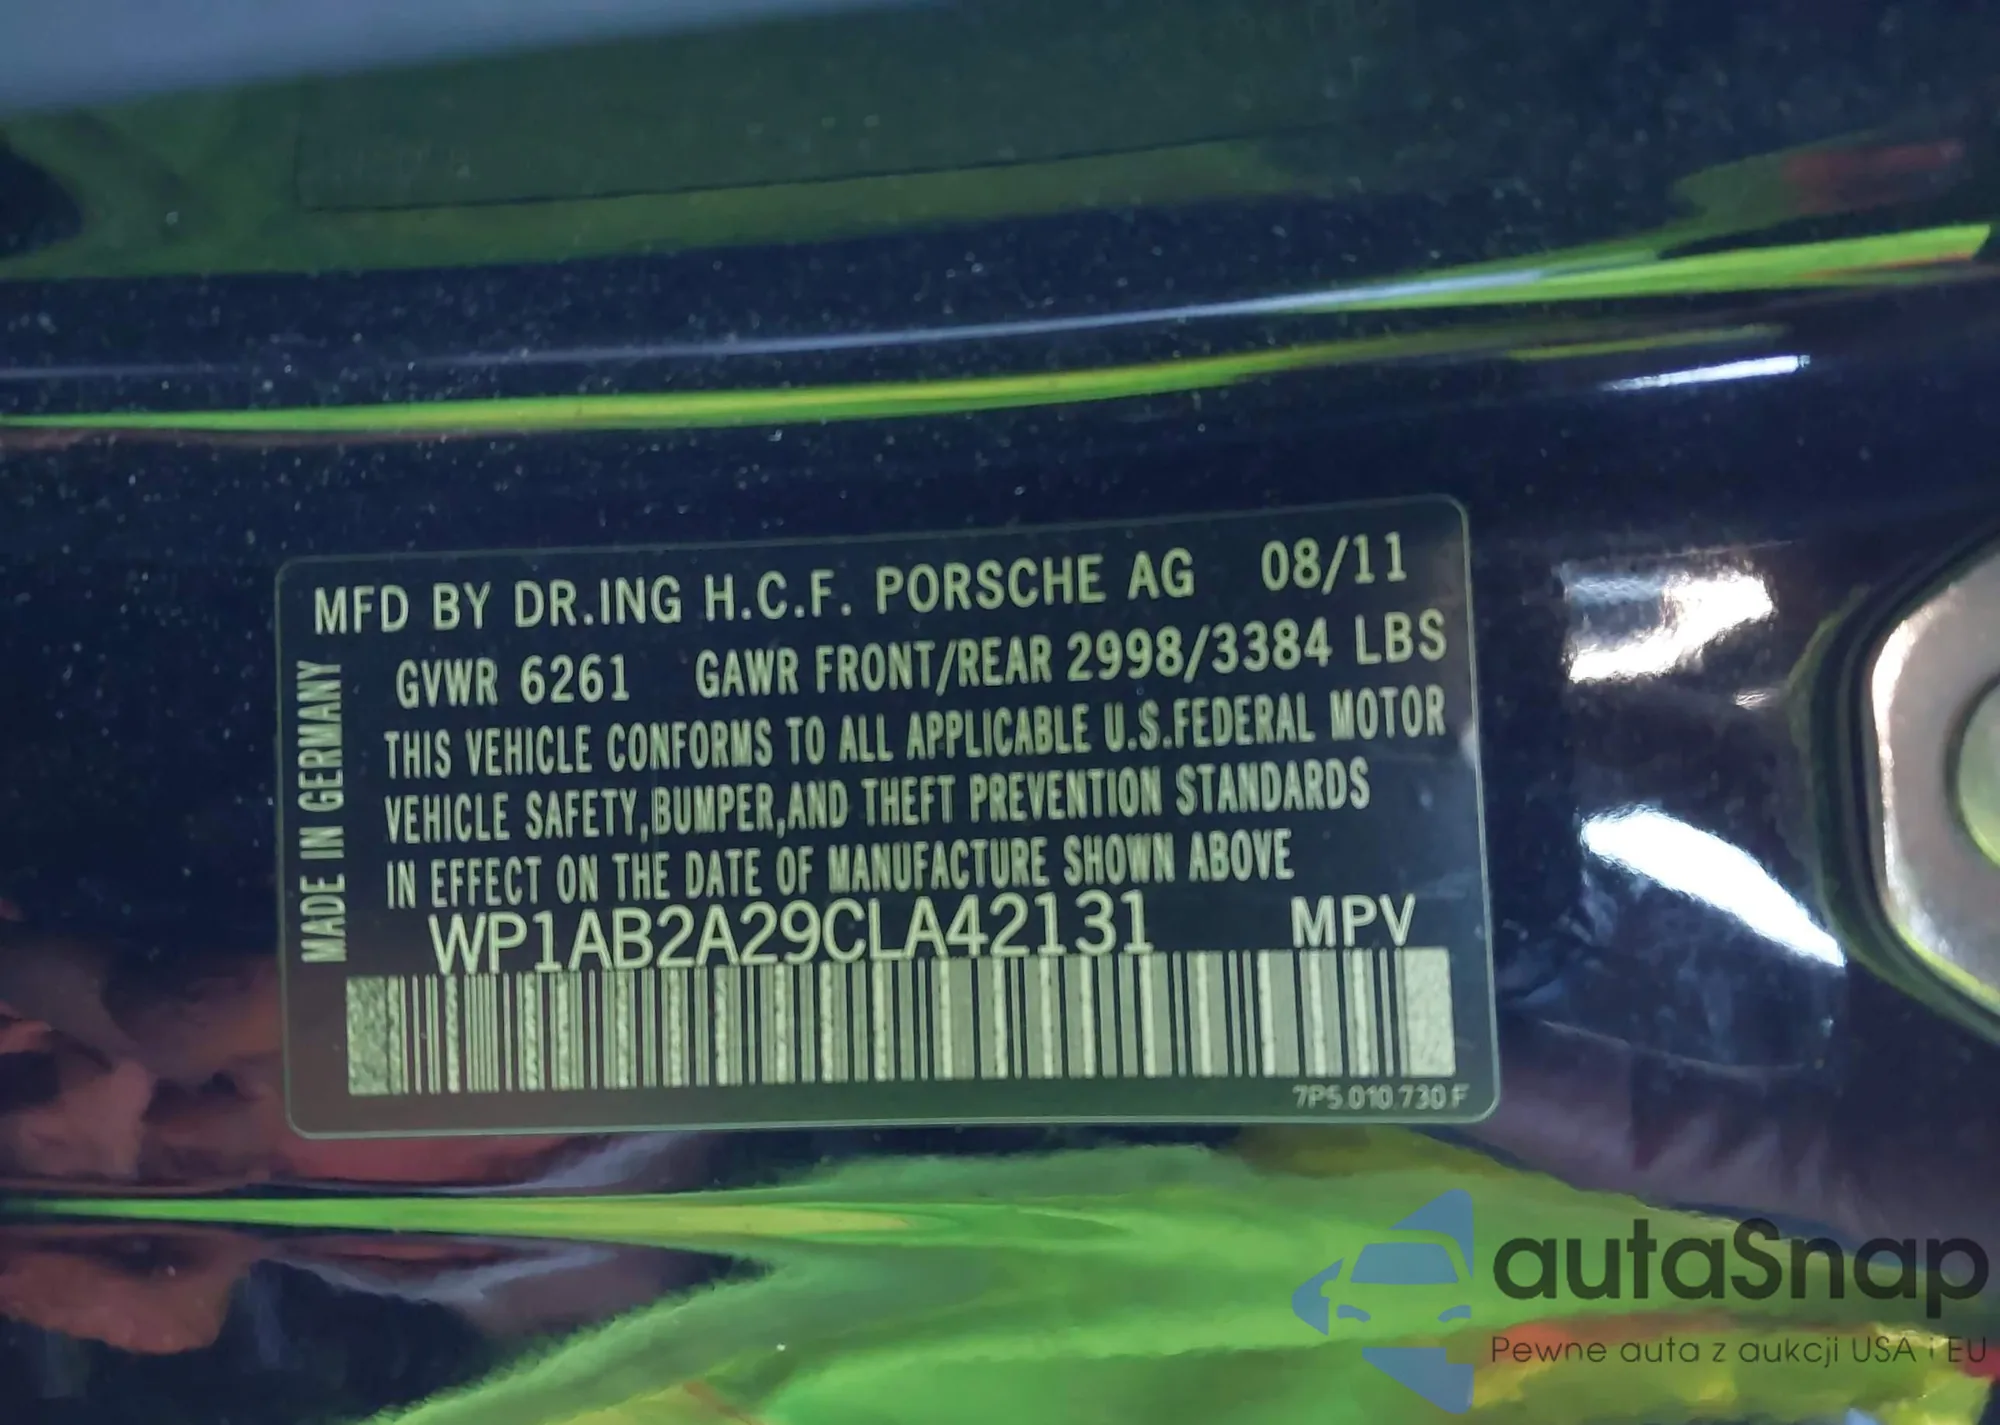 MFD BY DR.ING H.C.F. PORSCHE AG 08/11
GVWR 6261 GAWR FRONT/REAR 2998/3384 LBS
THIS VEHICLE CONFORMS TO ALL APPLICABLE U.S.FEDERAL MOTOR
VEHICLE SAFETY,BUMPER,AND THEFT PREVENTION STANDARDS
IN EFFECT ON THE DATE OF MANUFACTURE SHOWN ABOVE
WP1AB2A29CLA42131 MPV
7P5.010.730.F
MADE IN GERMANY
autaSnap
Pewne auta z aukcji USA i EU